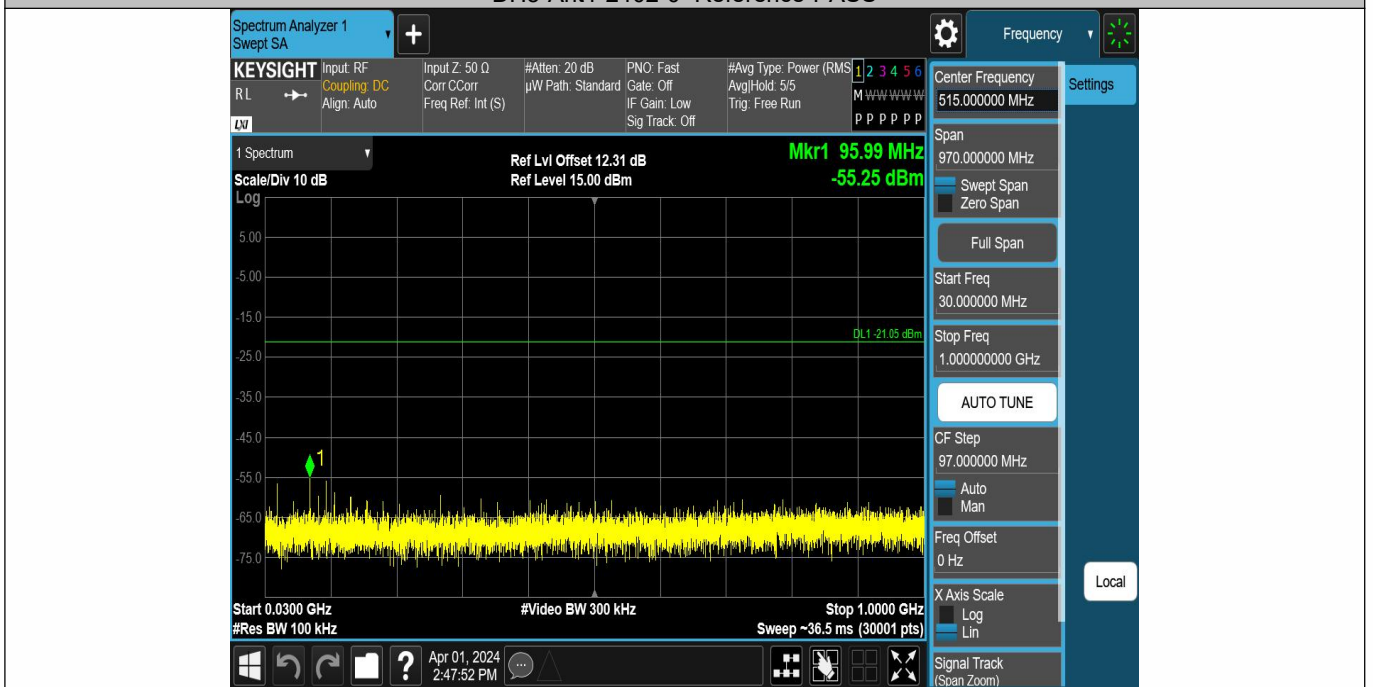 Spectrum Analyzer 1
Swept SA
+
Frequency
KEYSIGHT
RL
LXI
Input: RF
Coupling: DC
Align: Auto
Input Z: 50 Ω
Corr CCorr
Freq Ref: Int (S)
#Atten: 20 dB
µW Path: Standard
PNO: Fast
Gate: Off
IF Gain: Low
Sig Track: Off
#Avg Type: Power (RMS
Avg|Hold: 5/5
Trig: Free Run
1 2 3 4 5 6
M W W W W W
P P P P P P
1 Spectrum
Scale/Div 10 dB
Log
Ref Lvl Offset 12.31 dB
Ref Level 15.00 dBm
Mkr1 95.99 MHz
-55.25 dBm
5.00
-5.00
-15.0
DL1 -21.05 dBm
-25.0
-35.0
-45.0
1
-55.0
-65.0
-75.0
Start 0.0300 GHz
#Res BW 100 kHz
#Video BW 300 kHz
Stop 1.0000 GHz
Sweep ~36.5 ms (30001 pts)
?
Apr 01, 2024
2:47:52 PM
Center Frequency
515.000000 MHz
Settings
Span
970.000000 MHz
Swept Span
Zero Span
Full Span
Start Freq
30.000000 MHz
Stop Freq
1.000000000 GHz
AUTO TUNE
CF Step
97.000000 MHz
Auto
Man
Freq Offset
0 Hz
Local
X Axis Scale
Log
Lin
Signal Track
(Span Zoom)